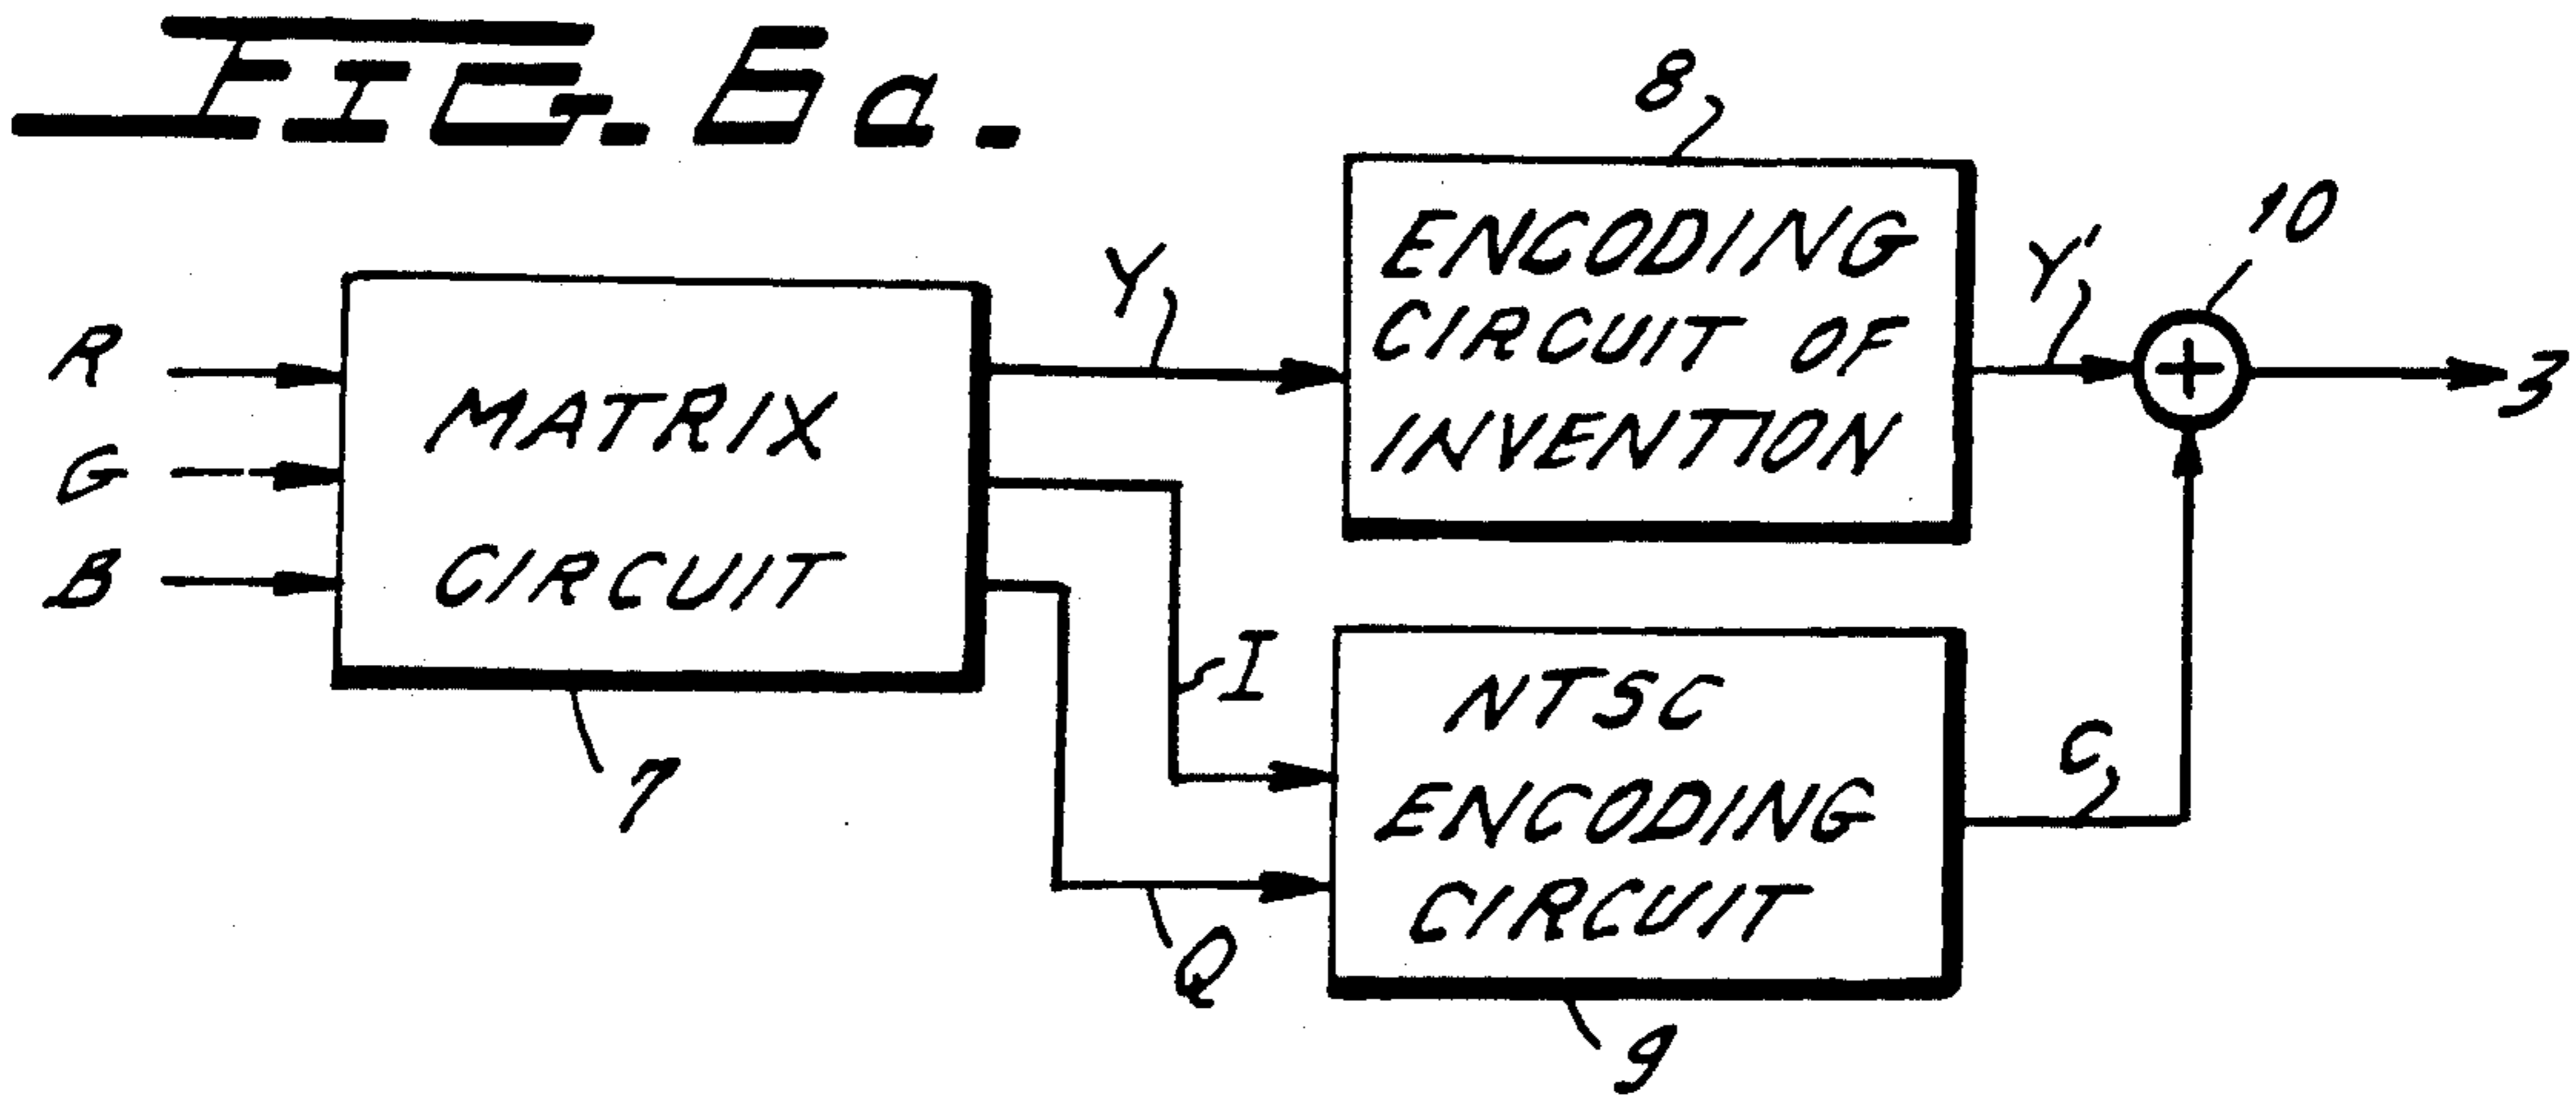 FIG. 6a.
8
10
ENCODING
CIRCUIT OF
INVENTION
Y
Y'
R
G
B
MATRIX
CIRCUIT
3
I
NTSC
ENCODING
CIRCUIT
C
7
Q
9